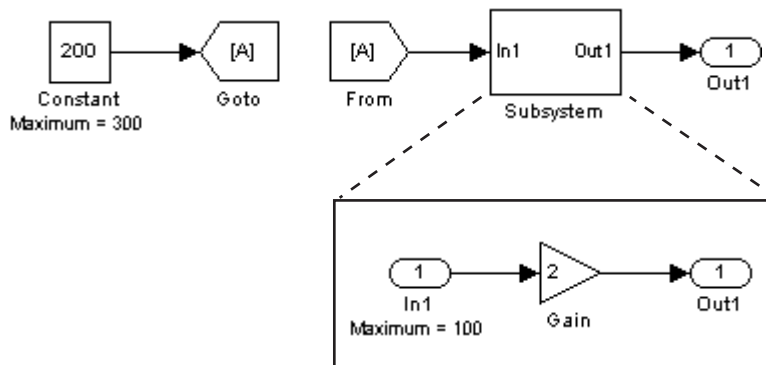 200
Constant
Maximum = 300
[A]
Goto
[A]
From
In1
Out1
Subsystem
1
Out1
1
In1
Maximum = 100
2
Gain
1
Out1